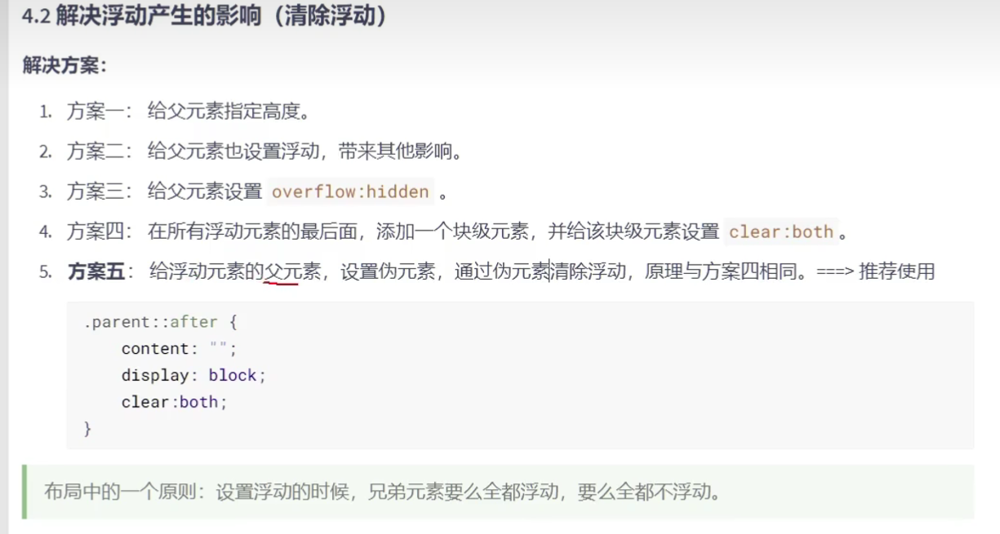 4.2 解决浮动产生的影响（清除浮动）
解决方案：
1. 方案一： 给父元素指定高度。
2. 方案二： 给父元素也设置浮动，带来其他影响。
3. 方案三： 给父元素设置 overflow:hidden 。
4. 方案四： 在所有浮动元素的最后面，添加一个块级元素，并给该块级元素设置 clear:both 。
5. 方案五： 给浮动元素的父元素，设置伪元素，通过伪元素清除浮动，原理与方案四相同。===> 推荐使用
.parent::after {
    content: "";
    display: block;
    clear:both;
}
布局中的一个原则：设置浮动的时候，兄弟元素要么全都浮动，要么全都不浮动。